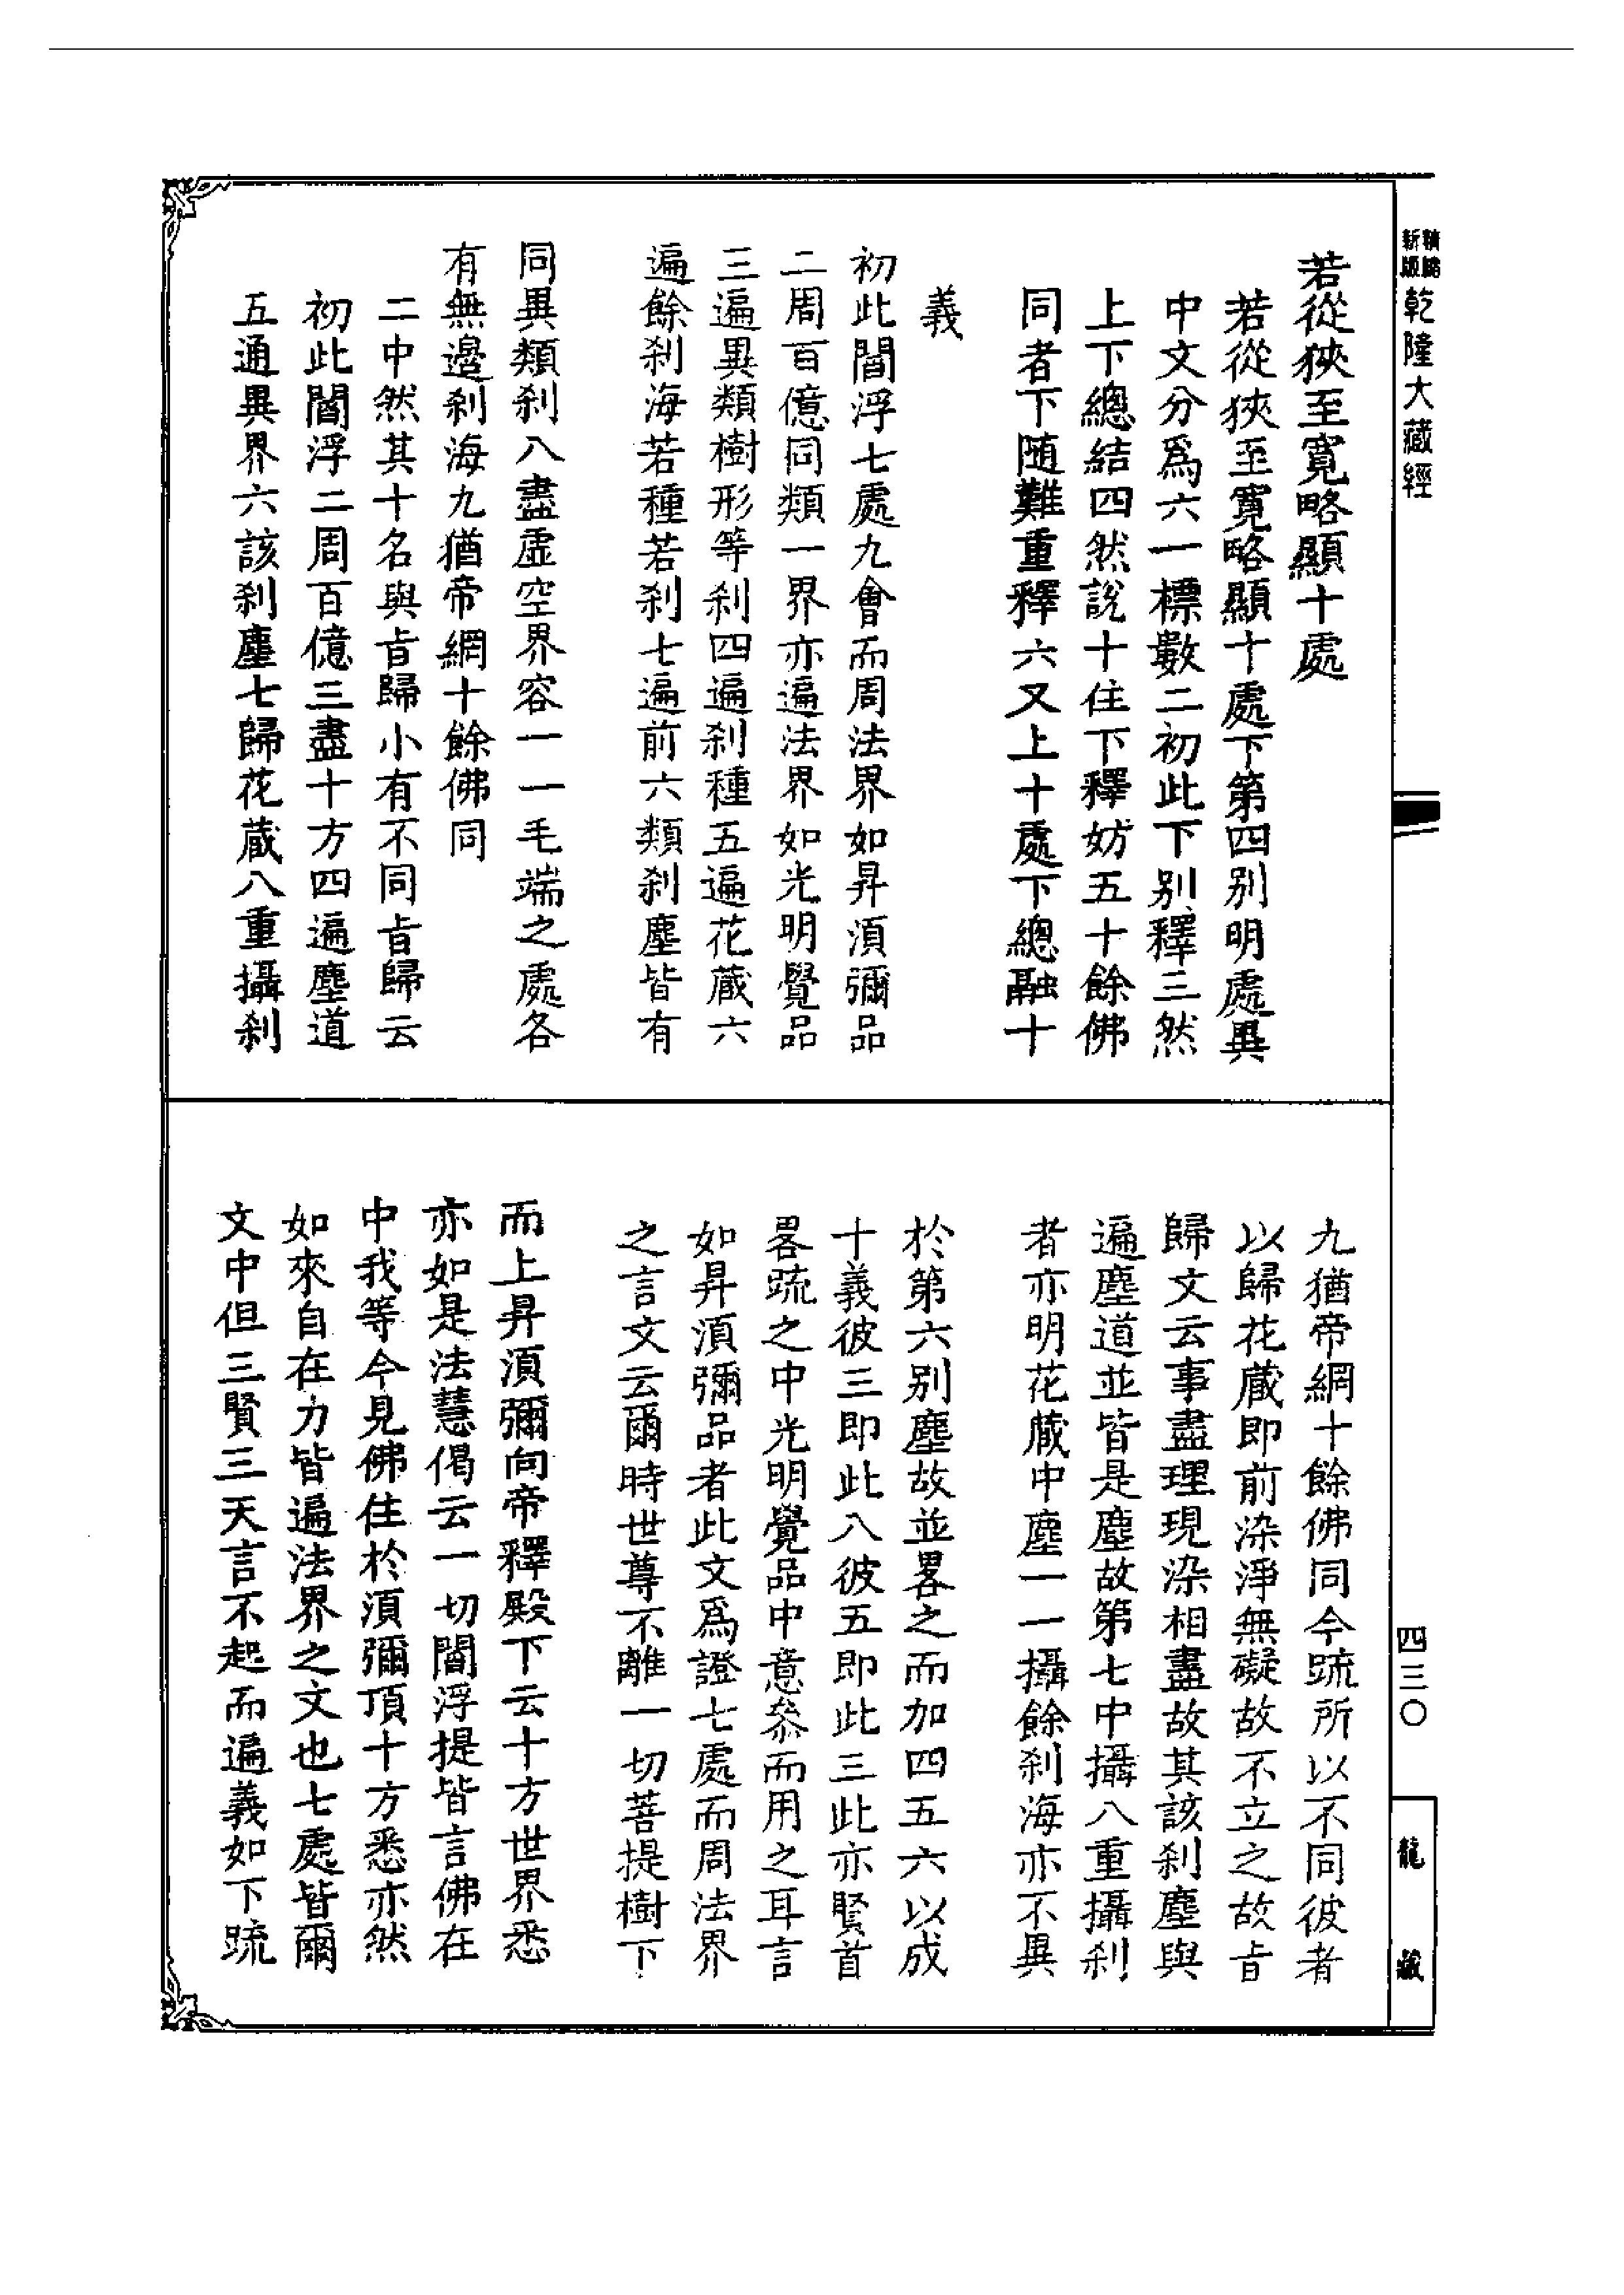 精縮
新版
乾隆大藏經
若從狹至寛略顯十處
若從狹至寛略顯十處下第四别明處異
中文分爲六一標數二初此下别釋三然
上下總結四然說十住下釋妨五十餘佛
同者下随難重釋六又上十處下總融十
義
初此閻浮七處九會而周法界如昇湏彌品
二周百億同類一界亦遍法界如光明覺品
三遍異類樹形等刹四遍刹種五遍花蔵六
遍餘刹海若種若刹七遍前六類刹塵皆有
同異類刹八盡虛空界容一一毛端之處各
有無邊刹海九猶帝網十餘佛同
二中然其十名與㫖歸小有不同㫖歸云
初此閻浮二周百億三盡十方四遍塵道
五通異界六該刹塵七歸花蔵八重攝刹
九猶帝網十餘佛同今䟽所以不同彼者
以歸花蔵即前染淨無礙故不立之故㫖
歸文云事盡理現染相盡故其該刹塵與
遍塵道並皆是塵故第七中攝八重攝刹
者亦明花蔵中塵一一攝餘刹海亦不異
於第六别塵故並畧之而加四五六以成
十義彼三即此八彼五即此三此亦賢首
畧䟽之中光明覺品中意叅而用之耳言
如昇湏彌品者此文爲證七處而周法界
之言文云爾時世尊不離一切菩提樹下
而上昇湏彌向帝釋殿下云十方世界悉
亦如是法慧偈云一切閻浮提皆言佛在
中我等今見佛住於湏彌頂十方悉亦然
如來自在力皆遍法界之文也七處皆爾
文中但三賢三天言不起而遍義如下䟽
四三〇
龍藏